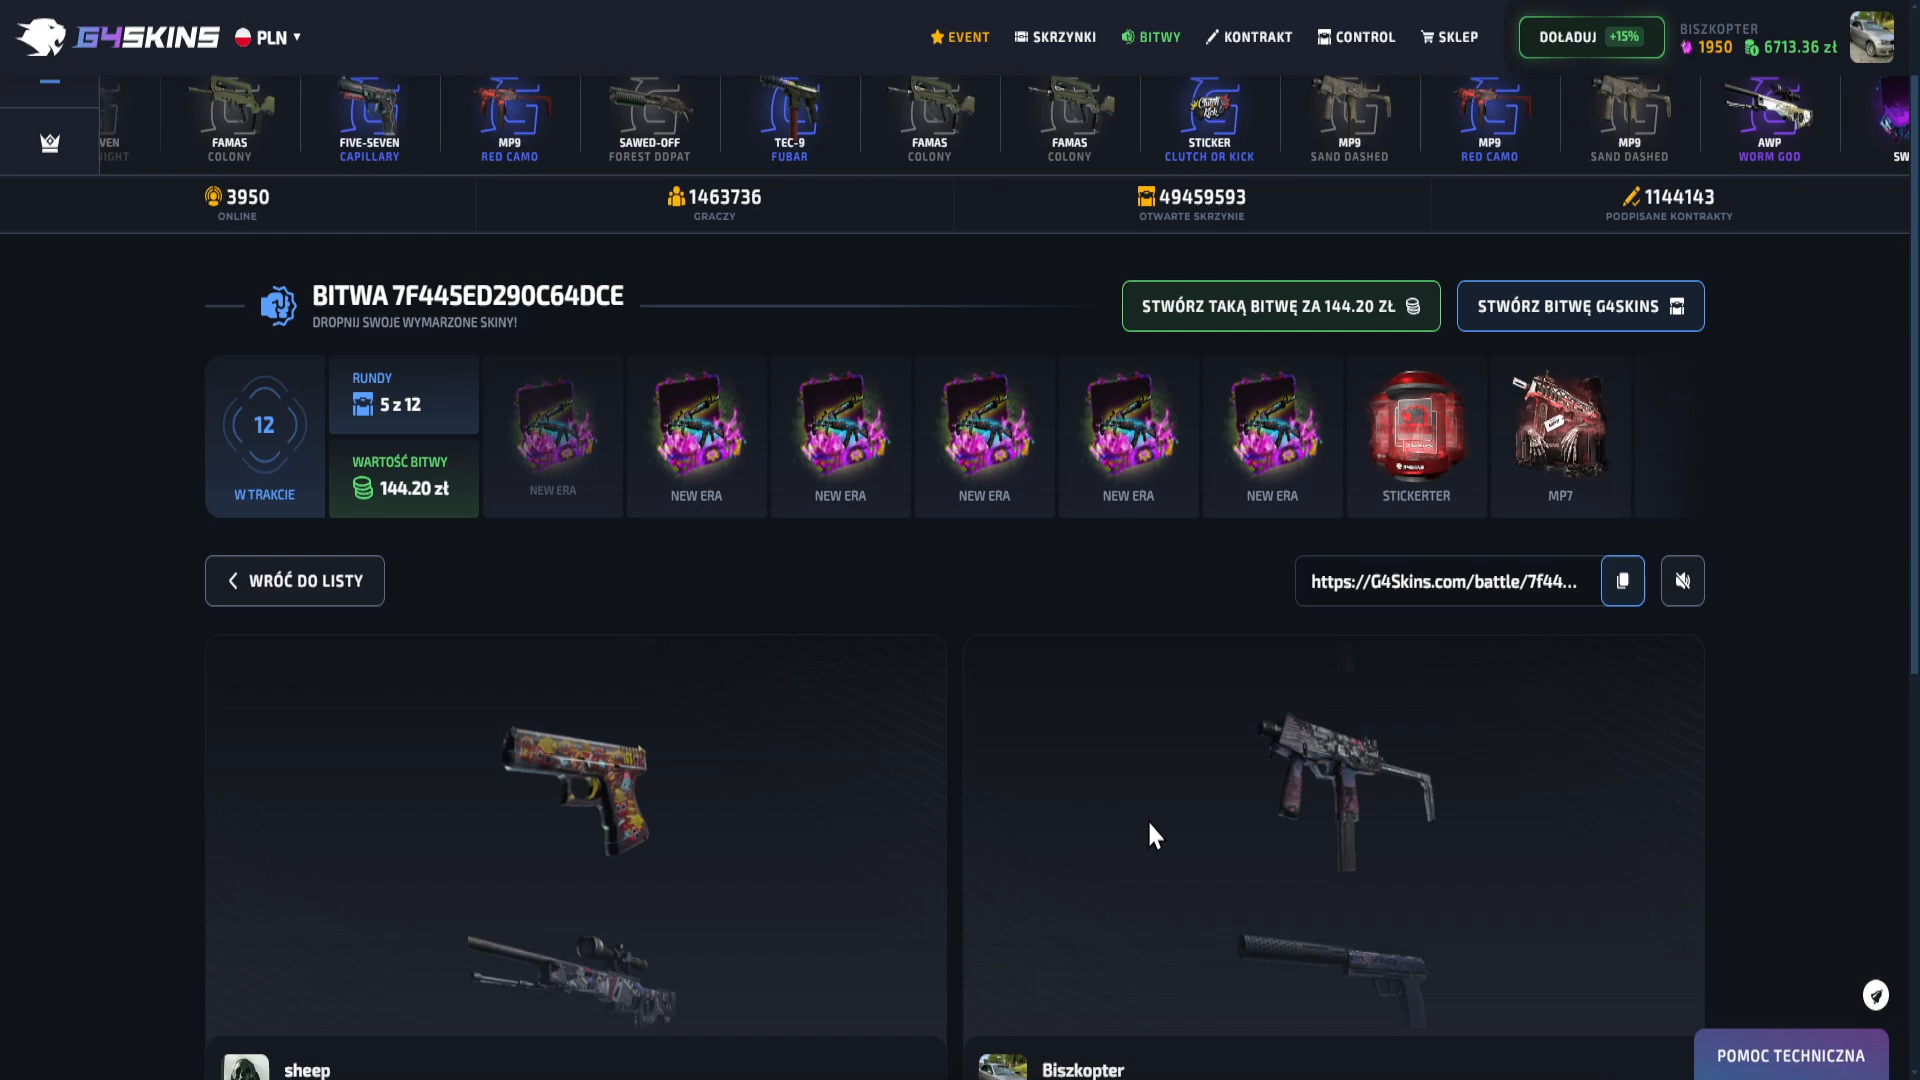 G4SKINS
PLN
EVENT
SKRZYNKI
BITWY
KONTRAKT
CONTROL
SKLEP
DOŁADUJ +15%
BISZKOPTER
1950 6713.36 zł
FAMAS
COLONY
FIVE-SEVEN
CAPILLARY
MP9
RED CAMO
SAWED-OFF
FOREST DDPAT
TEC-9
FUBAR
FAMAS
COLONY
FAMAS
COLONY
STICKER
CLUTCH OR KICK
MP9
SAND DASHED
MP9
RED CAMO
MP9
SAND DASHED
AWP
WORM GOD
3950
ONLINE
1463736
GRACZY
49459593
OTWARTE SKRZYNIE
1144143
PODPISANE KONTRAKTY
BITWA 7F445ED290C64DCE
DROPNIJ SWOJE WYMARZONE SKINY!
STWÓRZ TAKĄ BITWĘ ZA 144.20 ZŁ
STWÓRZ BITWĘ G4SKINS
12
W TRAKCIE
RUNDY
5 z 12
WARTOŚĆ BITWY
144.20 zł
NEW ERA
NEW ERA
NEW ERA
NEW ERA
NEW ERA
NEW ERA
STICKERTER
MP7
WRÓĆ DO LISTY
https://G4Skins.com/battle/7f44...
sheep
Biszkopter
POMOC TECHNICZNA